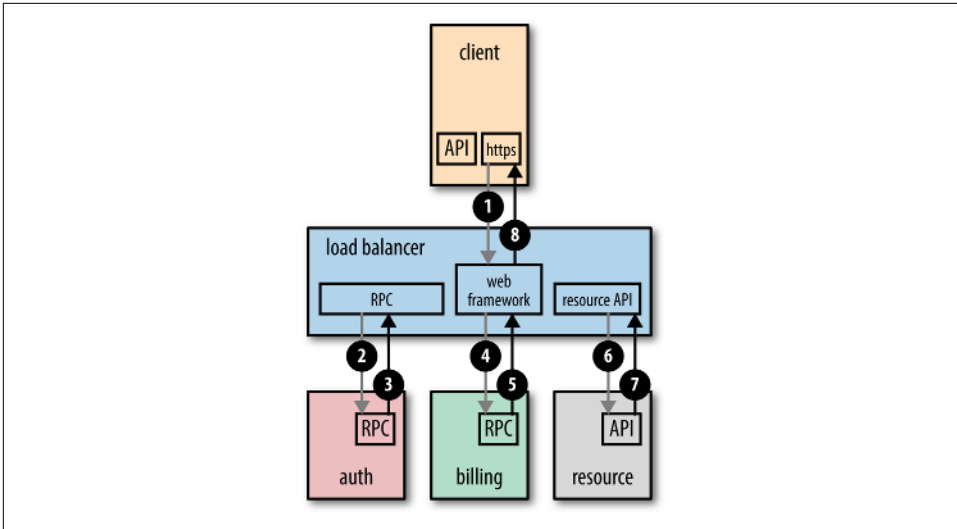 client
API
https
1
8
load balancer
RPC
web
framework
resource API
2
3
4
5
6
7
RPC
RPC
API
auth
billing
resource